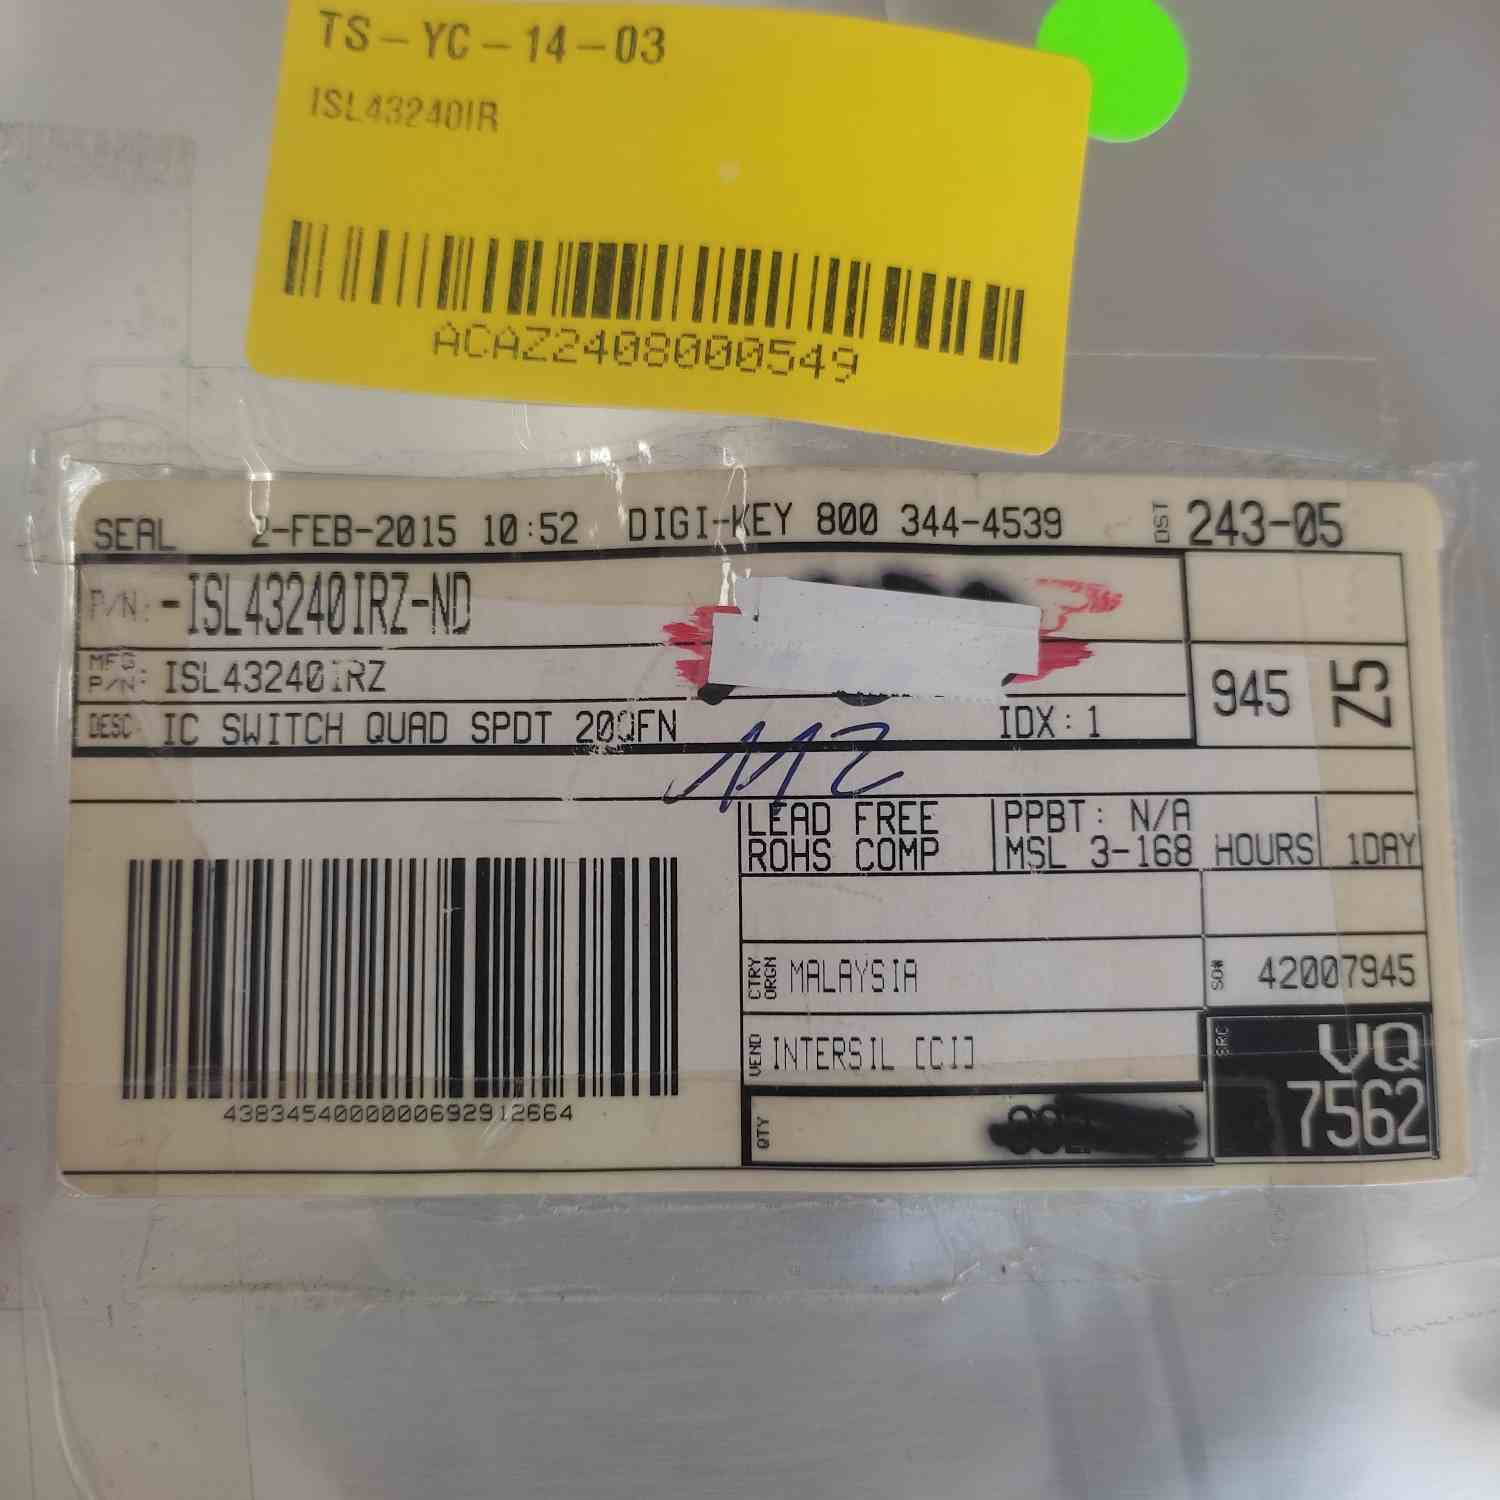 TS-YC-14-03
ISL43240IR
ACAZ2408000549
SEAL 2-FEB-2015 10:52 DIGI-KEY 800 344-4539 DST 243-05
P/N: -ISL43240IRZ-ND
MFG. P/N: ISL43240IRZ
945 Z5
DESC: IC SWITCH QUAD SPDT 20QFN IDX: 1
112
LEAD FREE PPBT: N/A
ROHS COMP MSL 3-168 HOURS 1DAY
CTRY ORGN MALAYSIA SO# 42007945
VEND INTERSIL [CI] SRC VQ
7562
QTY
4383454000000692912664